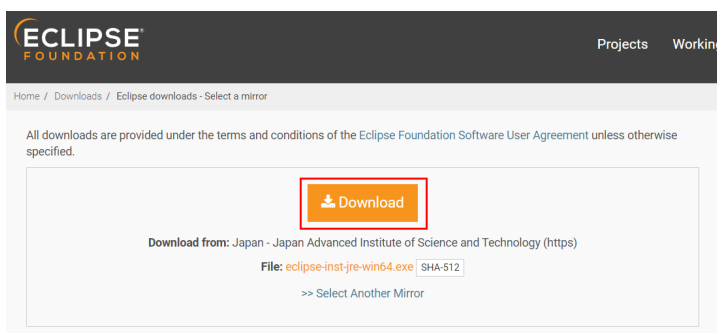 ECLIPSE
FOUNDATION
Projects Working
Home / Downloads / Eclipse downloads - Select a mirror
All downloads are provided under the terms and conditions of the Eclipse Foundation Software User Agreement unless otherwise
specified.
Download
Download from: Japan - Japan Advanced Institute of Science and Technology (https)
File: eclipse-inst-jre-win64.exe SHA-512
>> Select Another Mirror